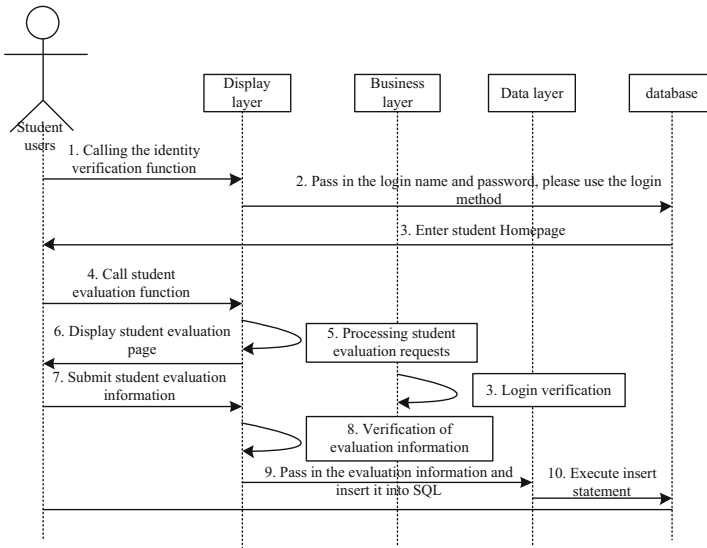 Display
layer
Business
layer
Data layer
database
Student
users
1. Calling the identity
verification function
2. Pass in the login name and password, please use the login
method
3. Enter student Homepage
4. Call student
evaluation function
5. Processing student
evaluation requests
6. Display student evaluation
page
7. Submit student evaluation
information
3. Login verification
8. Verification of
evaluation information
9. Pass in the evaluation information and
insert it into SQL
10. Execute insert
statement